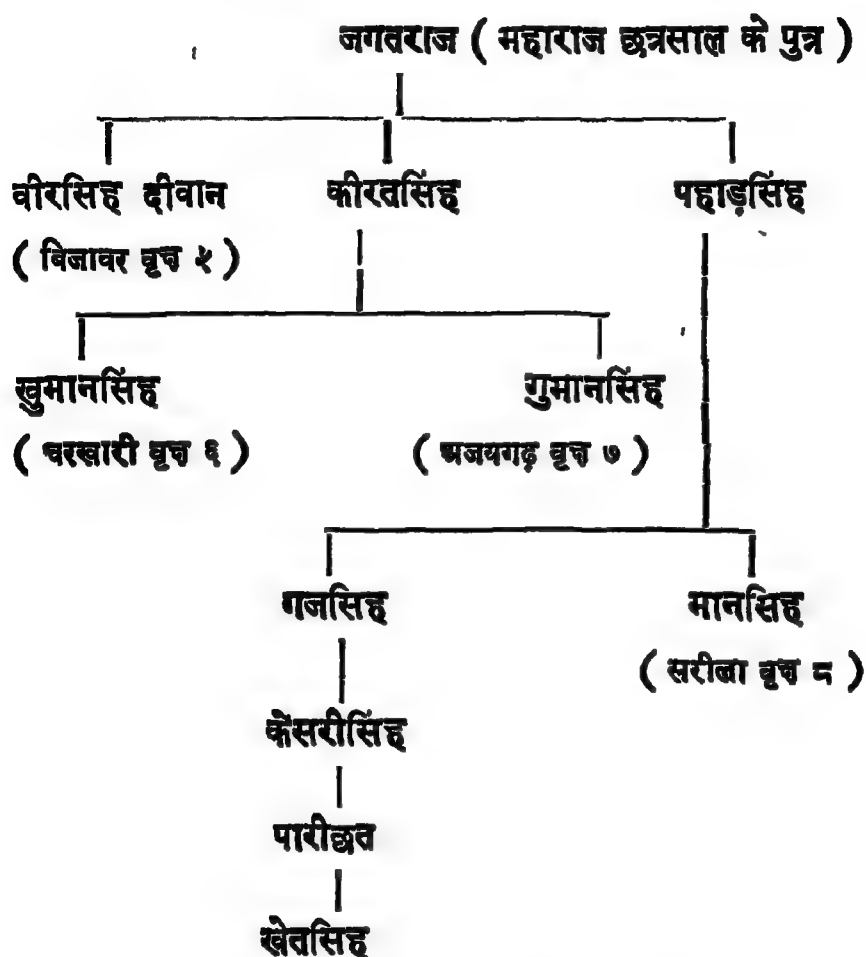 जगतराज ( महाराज छत्रसाल के पुत्र )
वीरसिंह दीवान कीरतसिंह पहाड़सिंह
( बिजावर वृक्ष ५ )
खुमानसिंह गुमानसिंह
( चरखारी वृक्ष ६ ) ( अजयगढ़ वृक्ष ७ )
गजसिंह मानसिंह
( सरीला वृक्ष ८ )
केसरीसिंह
पारीछत
खेतसिंह